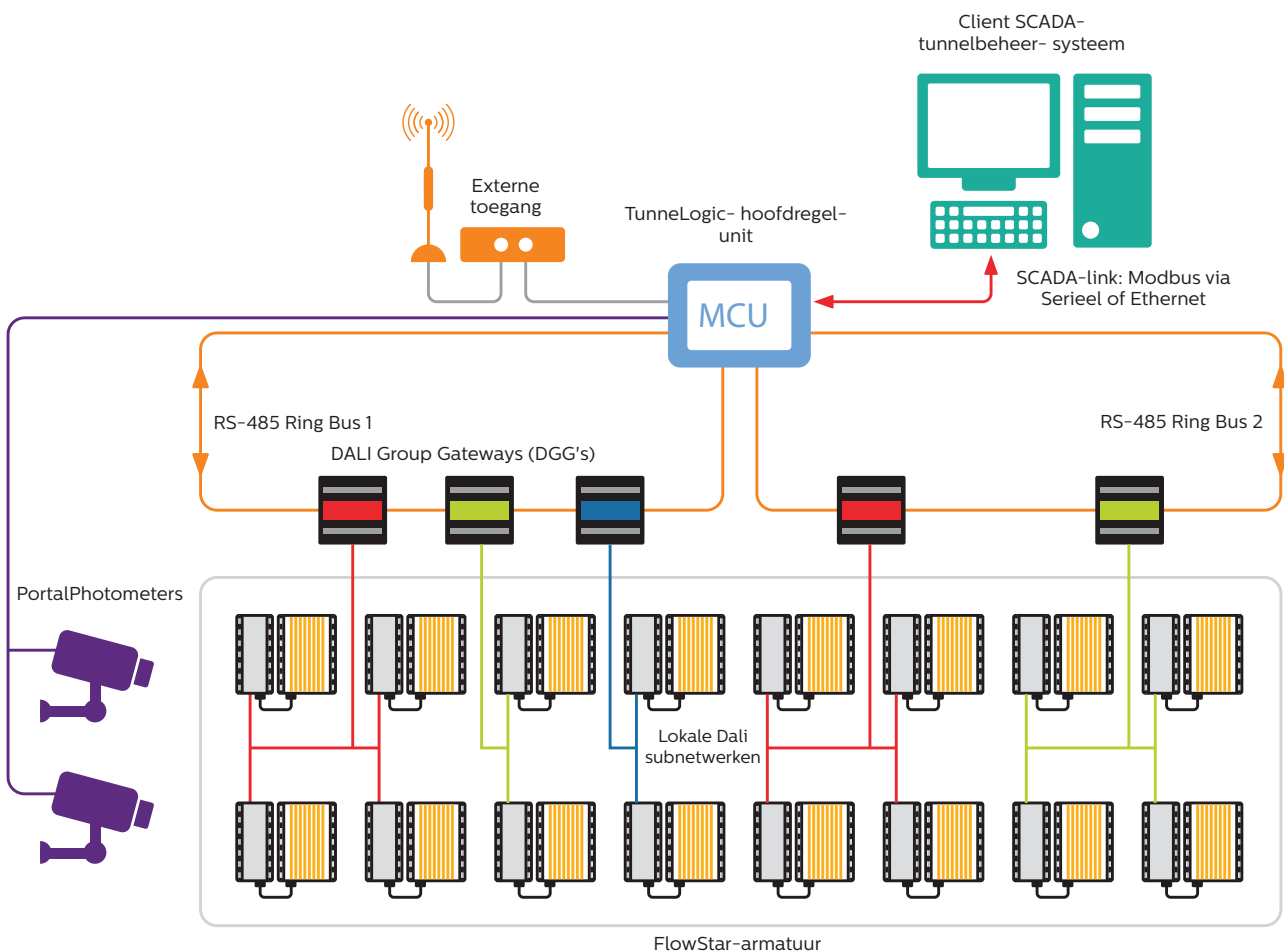 Client SCADA-
tunnelbeheer- systeem
Externe
toegang
TunneLogic- hoofdregel-
unit
SCADA-link: Modbus via
Serieel of Ethernet
MCU
RS-485 Ring Bus 1
RS-485 Ring Bus 2
DALI Group Gateways (DGG's)
PortalPhotometers
Lokale Dali
subnetwerken
FlowStar-armatuur